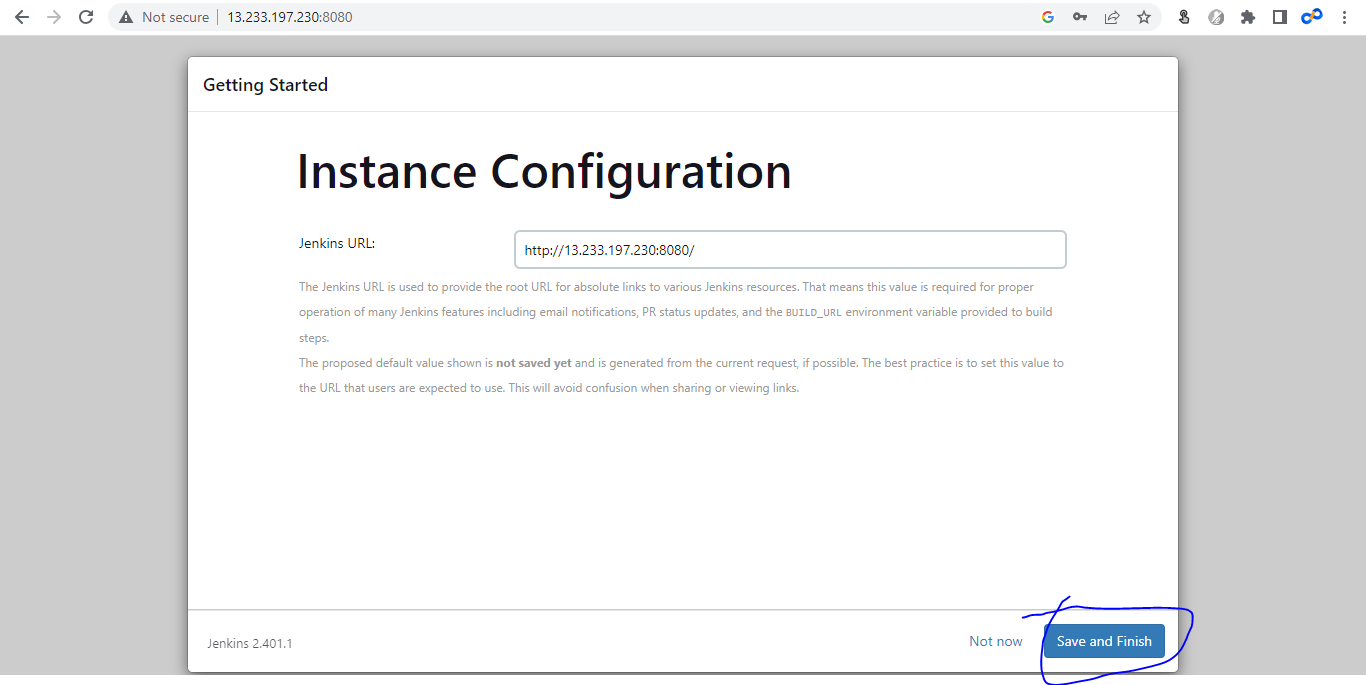 Not secure
13.233.197.230:8080
Getting Started
Instance Configuration
Jenkins URL:
http://13.233.197.230:8080/
The Jenkins URL is used to provide the root URL for absolute links to various Jenkins resources. That means this value is required for proper
operation of many Jenkins features including email notifications, PR status updates, and the BUILD_URL environment variable provided to build
steps.
The proposed default value shown is not saved yet and is generated from the current request, if possible. The best practice is to set this value to
the URL that users are expected to use. This will avoid confusion when sharing or viewing links.
Jenkins 2.401.1
Not now
Save and Finish